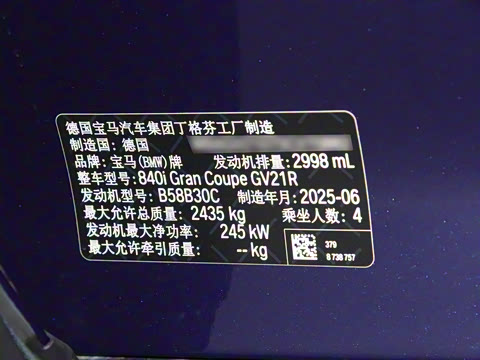 德国宝马汽车集团丁格芬工厂制造
制造国: 德国
品牌: 宝马(BMW)牌 发动机排量: 2998 mL
整车型号: 840i Gran Coupe GV21R
发动机型号: B58B30C 制造年月: 2025-06
最大允许总质量: 2435 kg 乘坐人数: 4
发动机最大净功率: 245 kW
最大允许牵引质量: -- kg
379
8 738 757